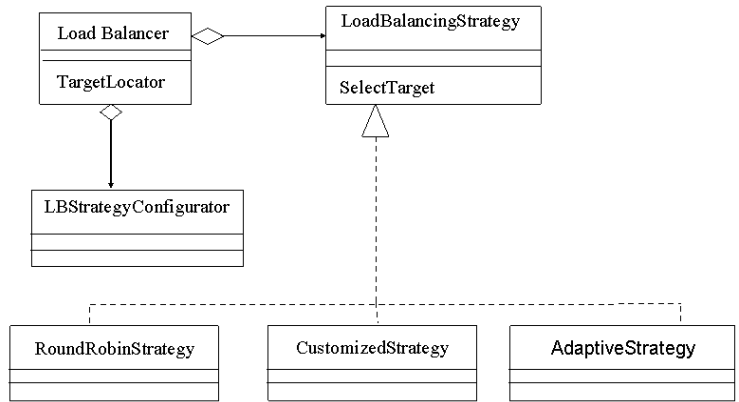 Load Balancer
TargetLocator
LoadBalancingStrategy
SelectTarget
LBStrategyConfigurator
RoundRobinStrategy
CustomizedStrategy
AdaptiveStrategy